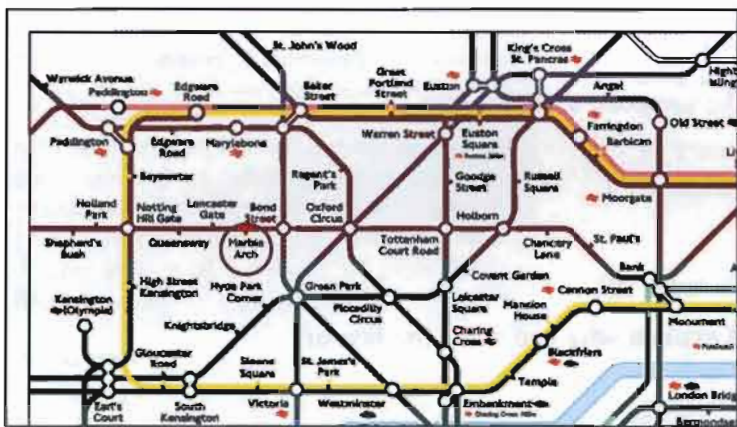 St. John's Wood
King's Cross
St. Pancras
Warwick Avenue
Paddington
Edgware
Road
Baker
Street
Great
Portland
Street
Euston
Angel
Old Street
Paddington
Edgware
Road
Marylebone
Warren Street
Euston
Square
Farringdon
Barbican
Bayswater
Regent's
Park
Goodge
Street
Russell
Square
Moorgate
Holland
Park
Notting
Hill Gate
Lancaster
Gate
Bond
Street
Oxford
Circus
Holborn
Shepherd's
Bush
Queensway
Marble
Arch
Tottenham
Court Road
Chancery
Lane
St. Paul's
Bank
High Street
Kensington
Hyde Park
Corner
Green Park
Covent Garden
Cannon Street
Kensington
(Olympia)
Knightsbridge
Piccadilly
Circus
Leicester
Square
Mansion
House
Monument
Charing
Cross
Gloucester
Road
Sloane
Square
St. James's
Park
Blackfriars
Temple
Earl's
Court
South
Kensington
Victoria
Westminster
Embankment
London Bridge